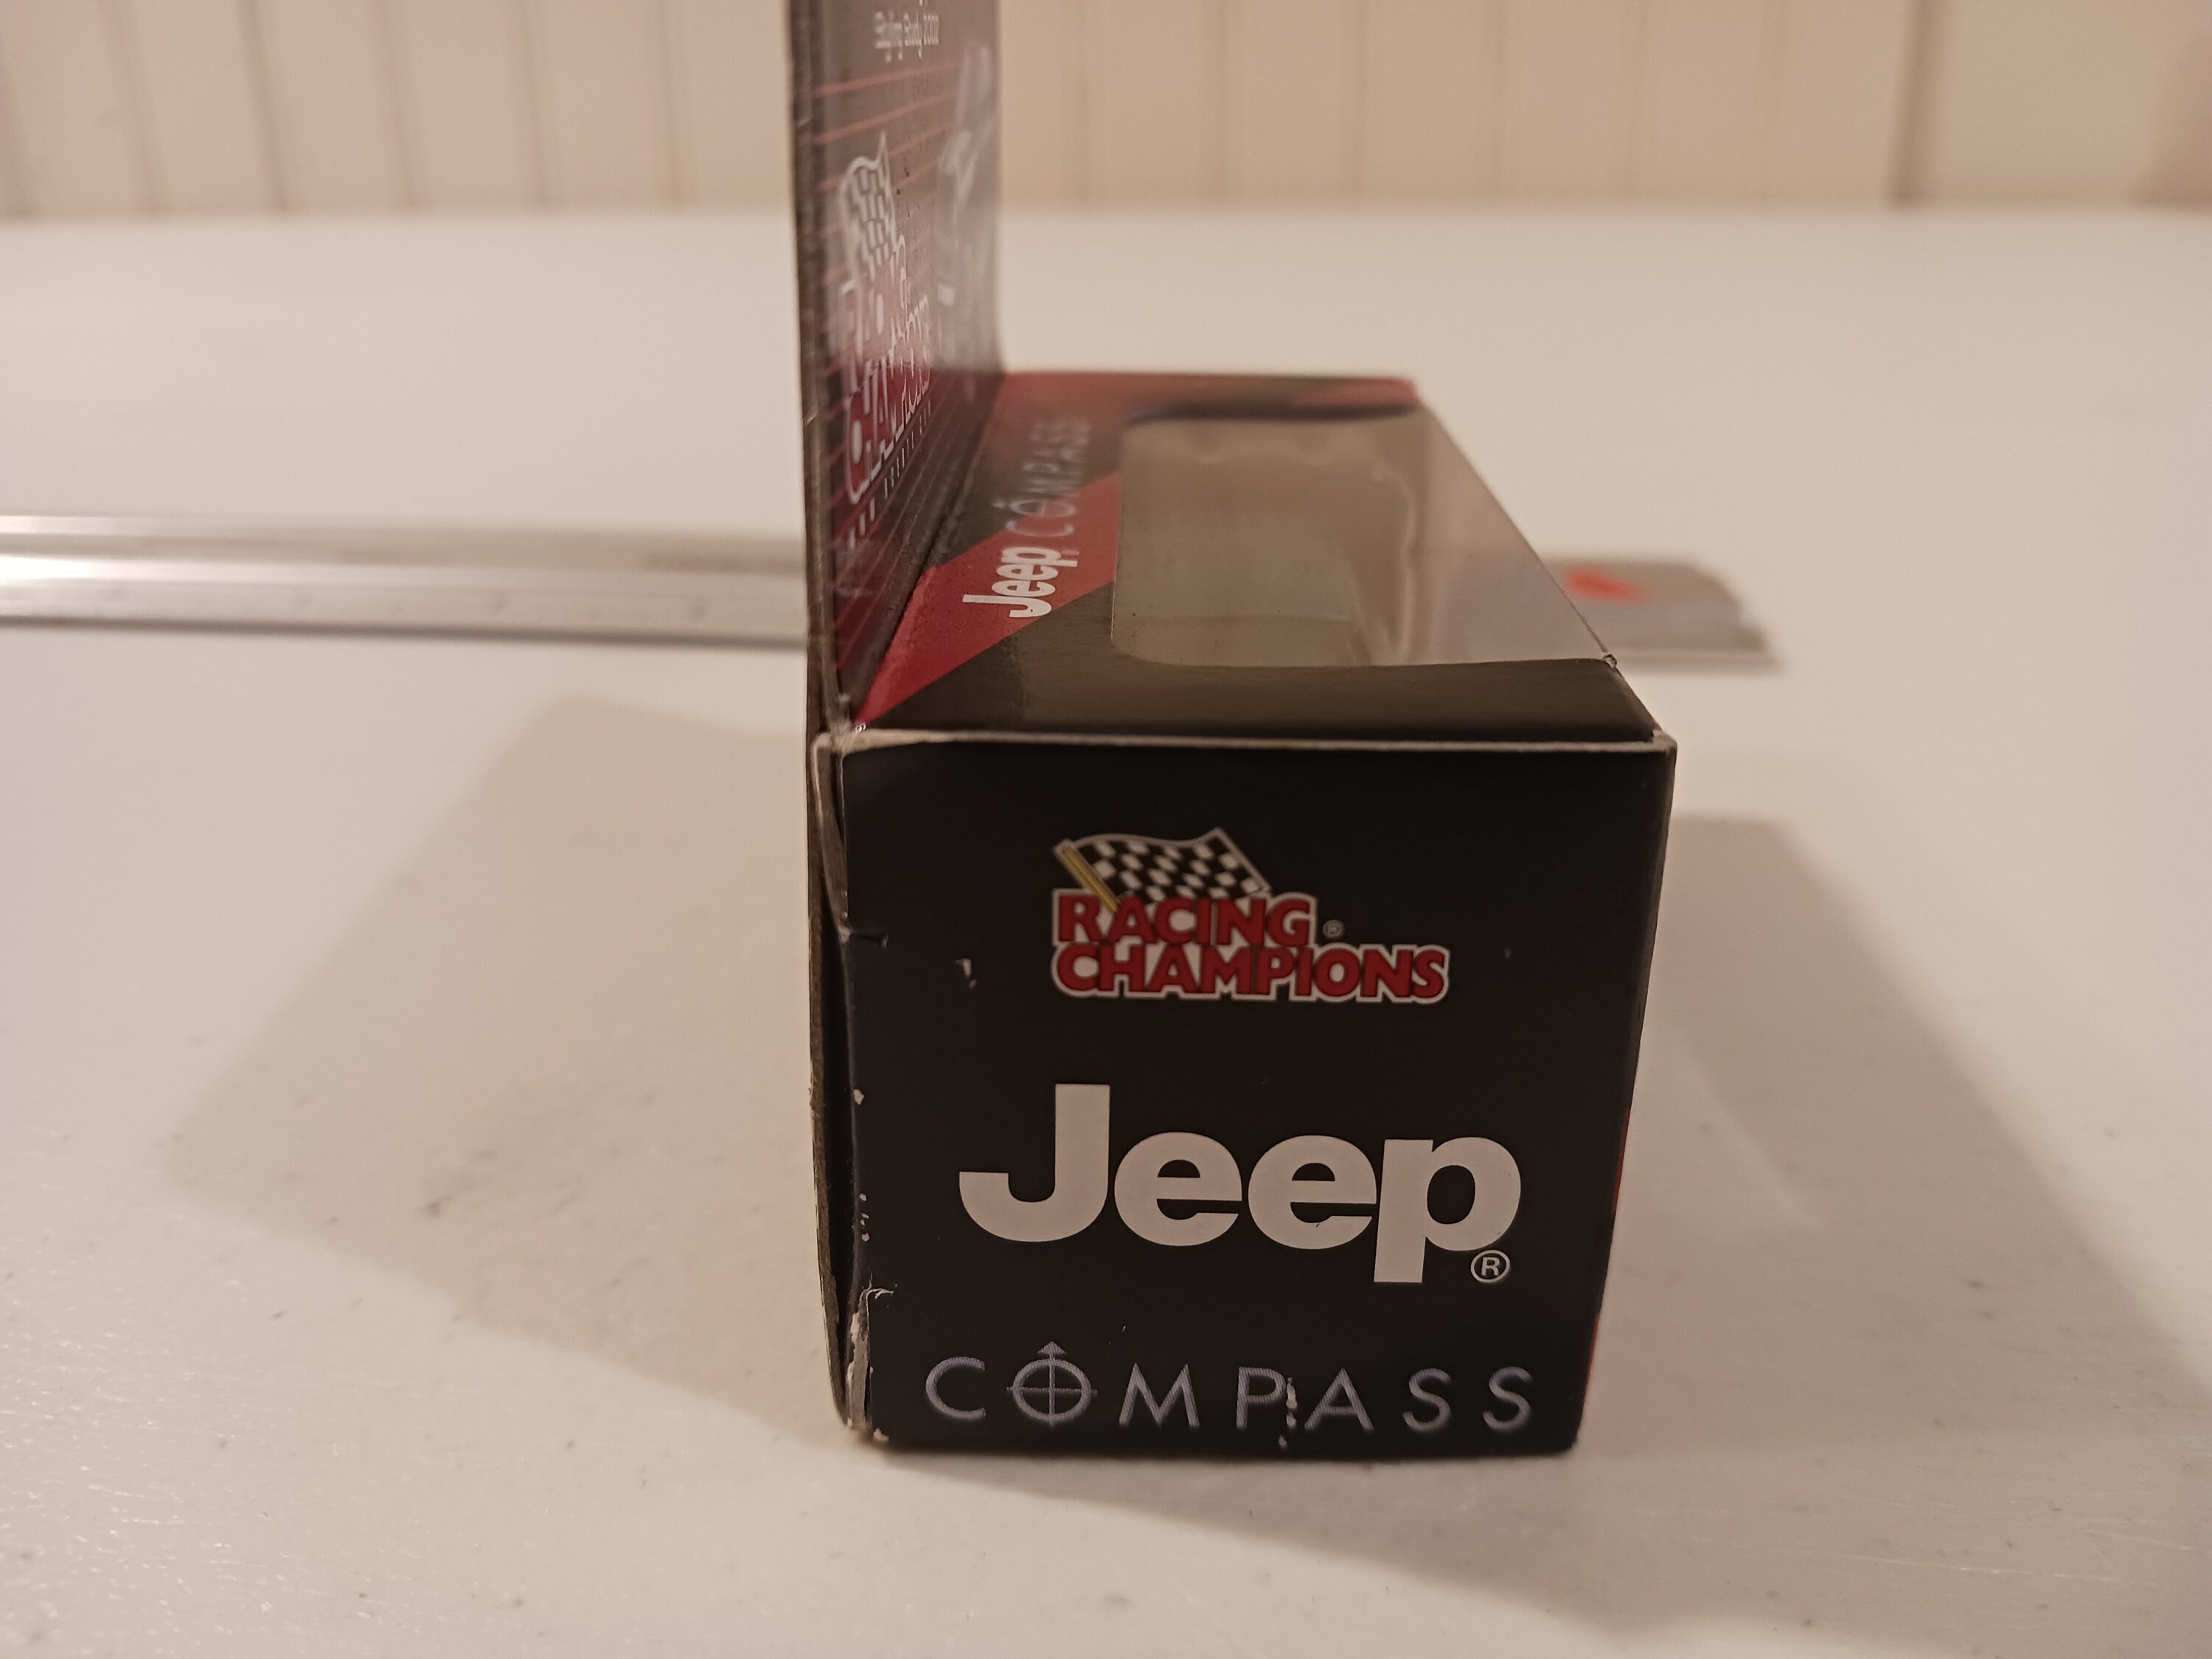 Jeep
COMPASS
RACING ®
CHAMPIONS
Jeep®
COMPASS